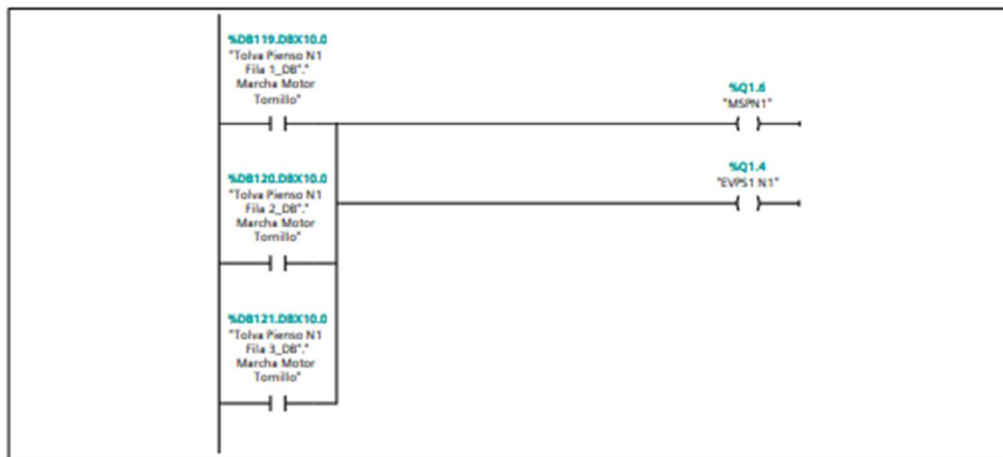 %DB119.DBX10.0
"Tolva Pienso N1
Fila 1_DB"."
Marcha Motor
Tornillo"
%Q1.6
"MSPN1"
%DB120.DBX10.0
"Tolva Pienso N1
Fila 2_DB"."
Marcha Motor
Tornillo"
%Q1.4
"EVPS1 N1"
%DB121.DBX10.0
"Tolva Pienso N1
Fila 3_DB"."
Marcha Motor
Tornillo"